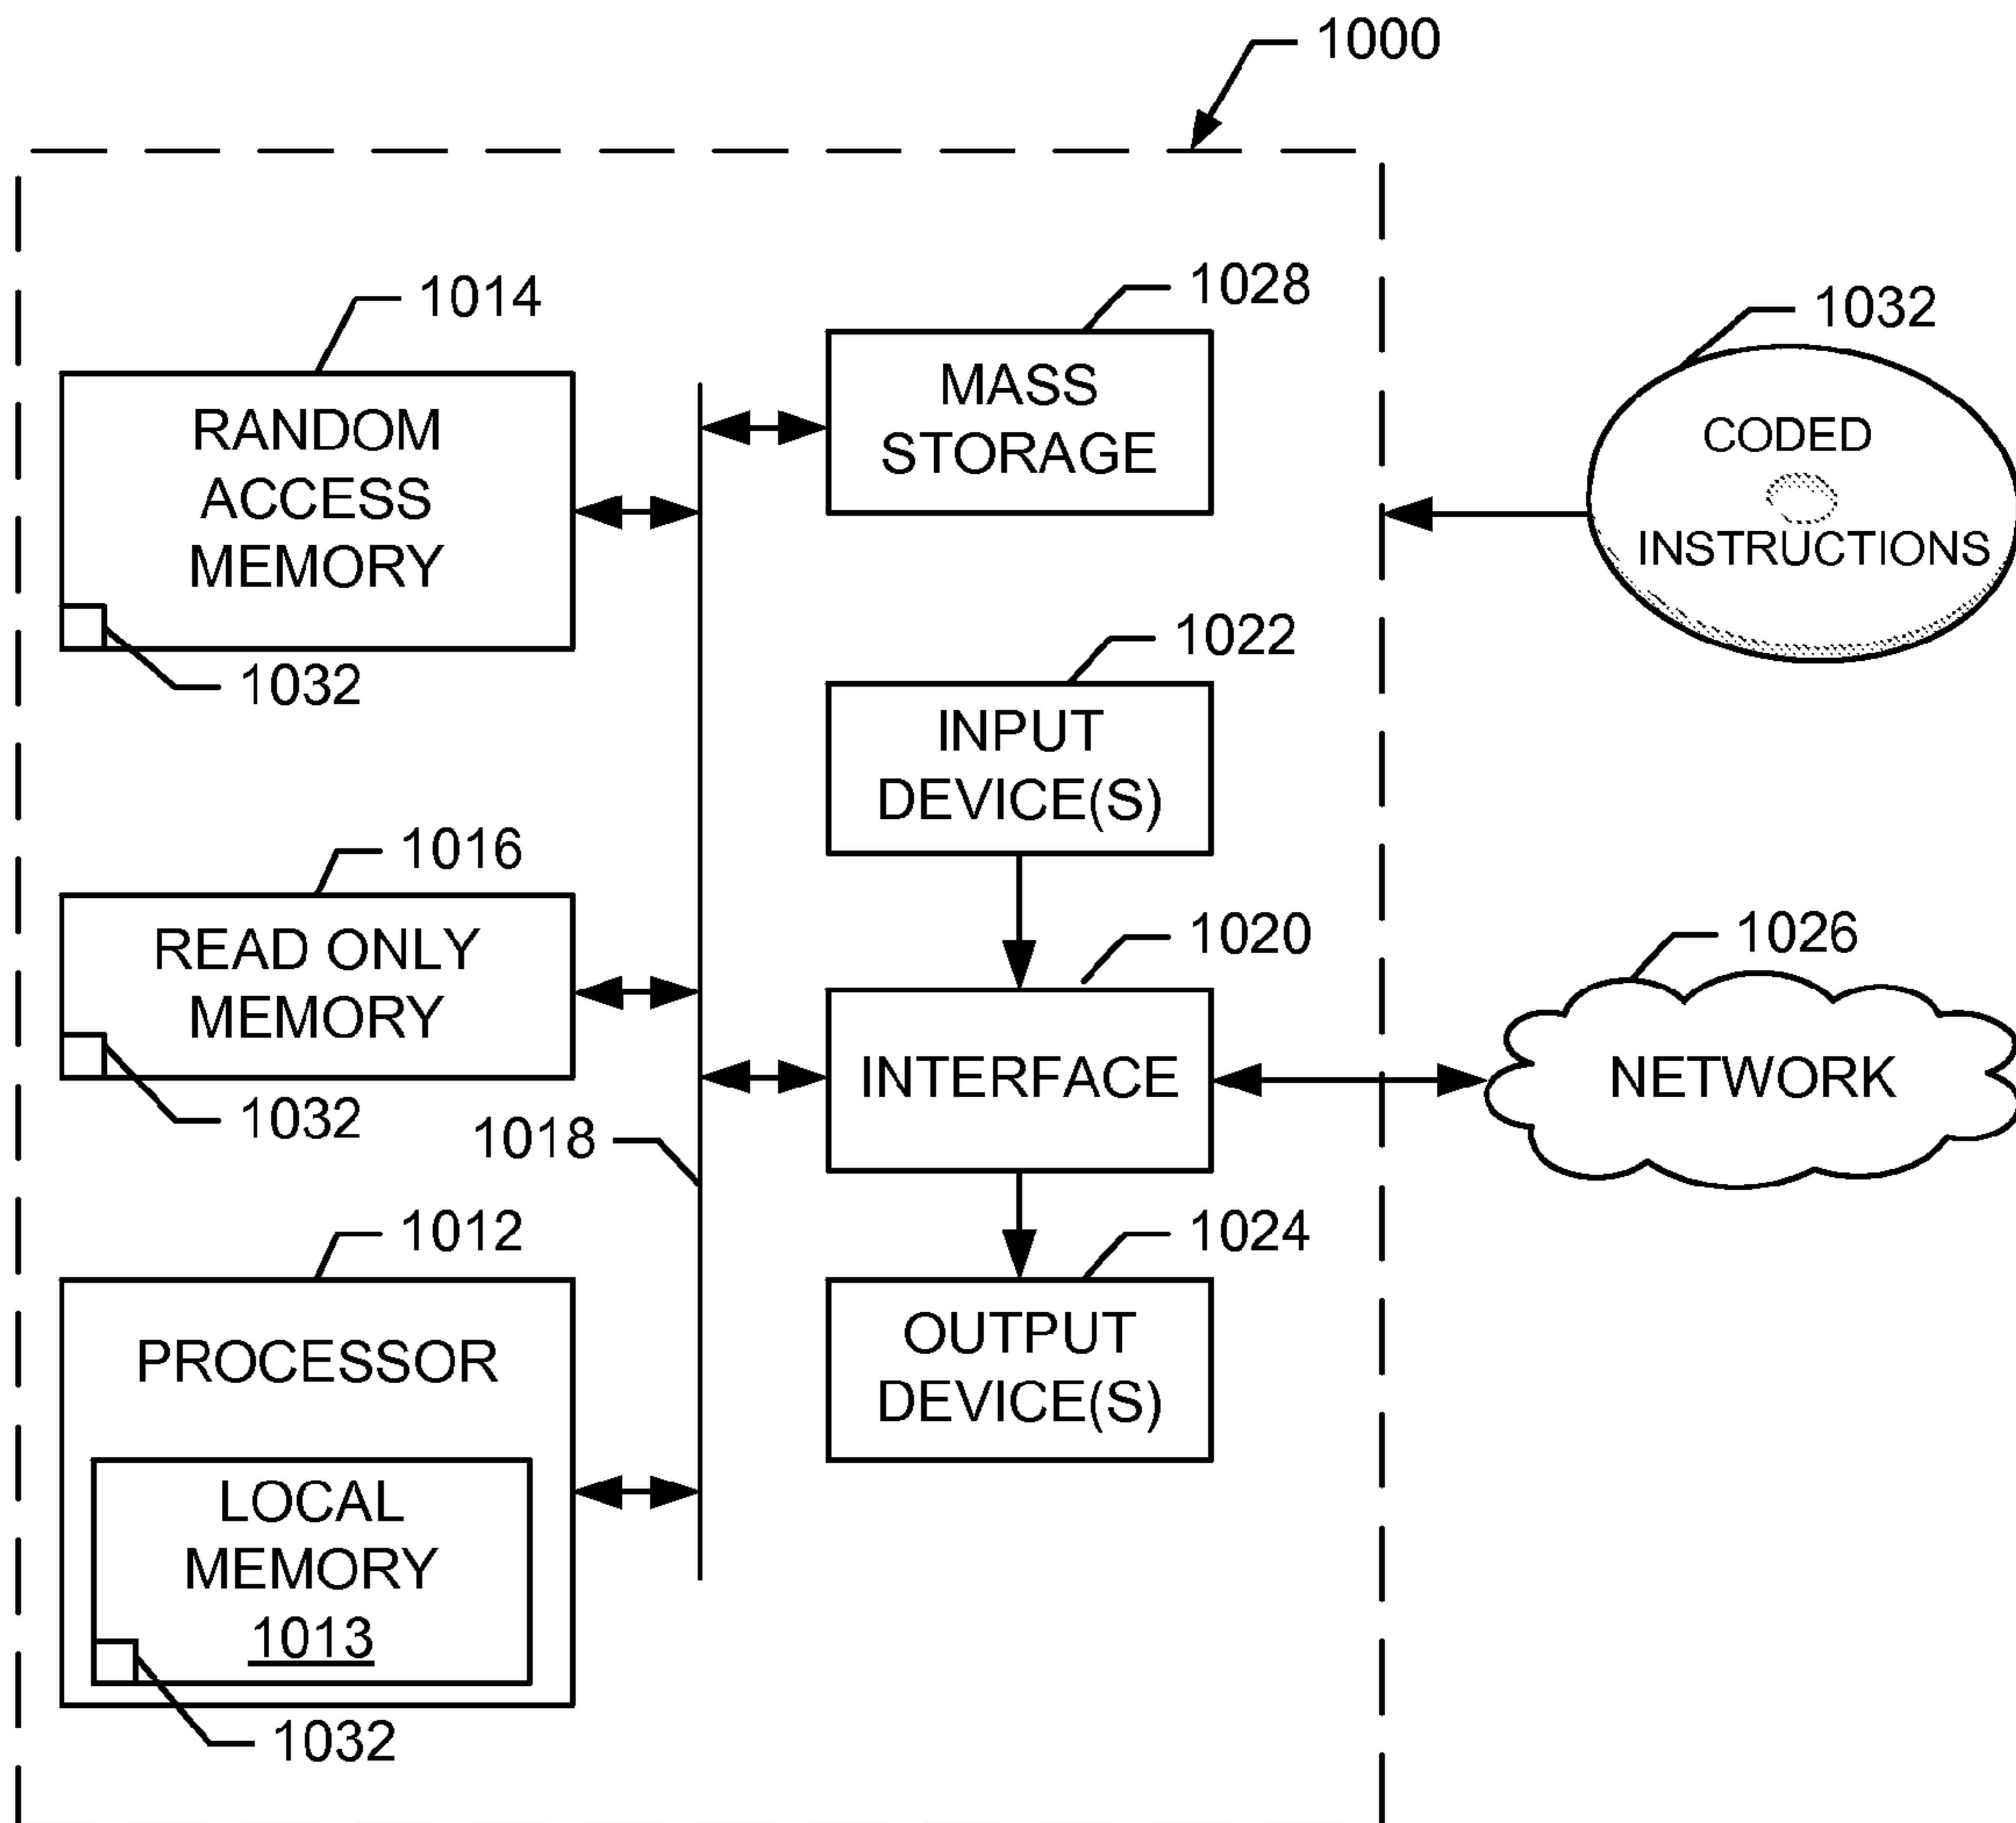 1000
1014
RANDOM
ACCESS
MEMORY
1032
1028
MASS
STORAGE
1032
CODED
INSTRUCTIONS
1022
INPUT
DEVICE(S)
1016
READ ONLY
MEMORY
1032
1018
1020
INTERFACE
1026
NETWORK
1012
PROCESSOR
LOCAL
MEMORY
1013
1032
1024
OUTPUT
DEVICE(S)